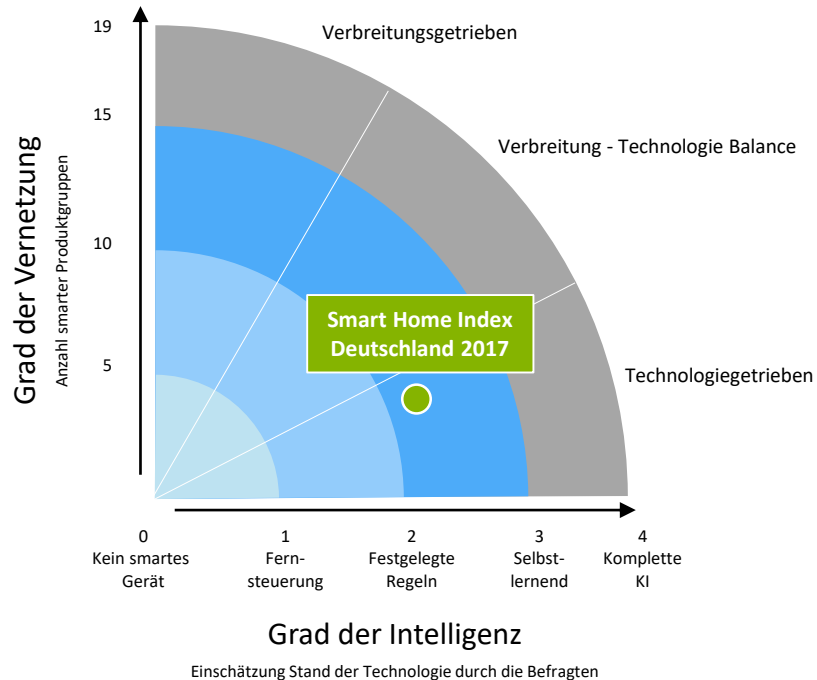 19
Verbreitungsgetrieben
15
Verbreitung - Technologie Balance
10
Grad der Vernetzung
Anzahl smarter Produktgruppen
Smart Home Index
Deutschland 2017
5
Technologiegetrieben
0
Kein smartes
Gerät
1
Fern-
steuerung
2
Festgelegte
Regeln
3
Selbst-
lernend
4
Komplette
KI
Grad der Intelligenz
Einschätzung Stand der Technologie durch die Befragten